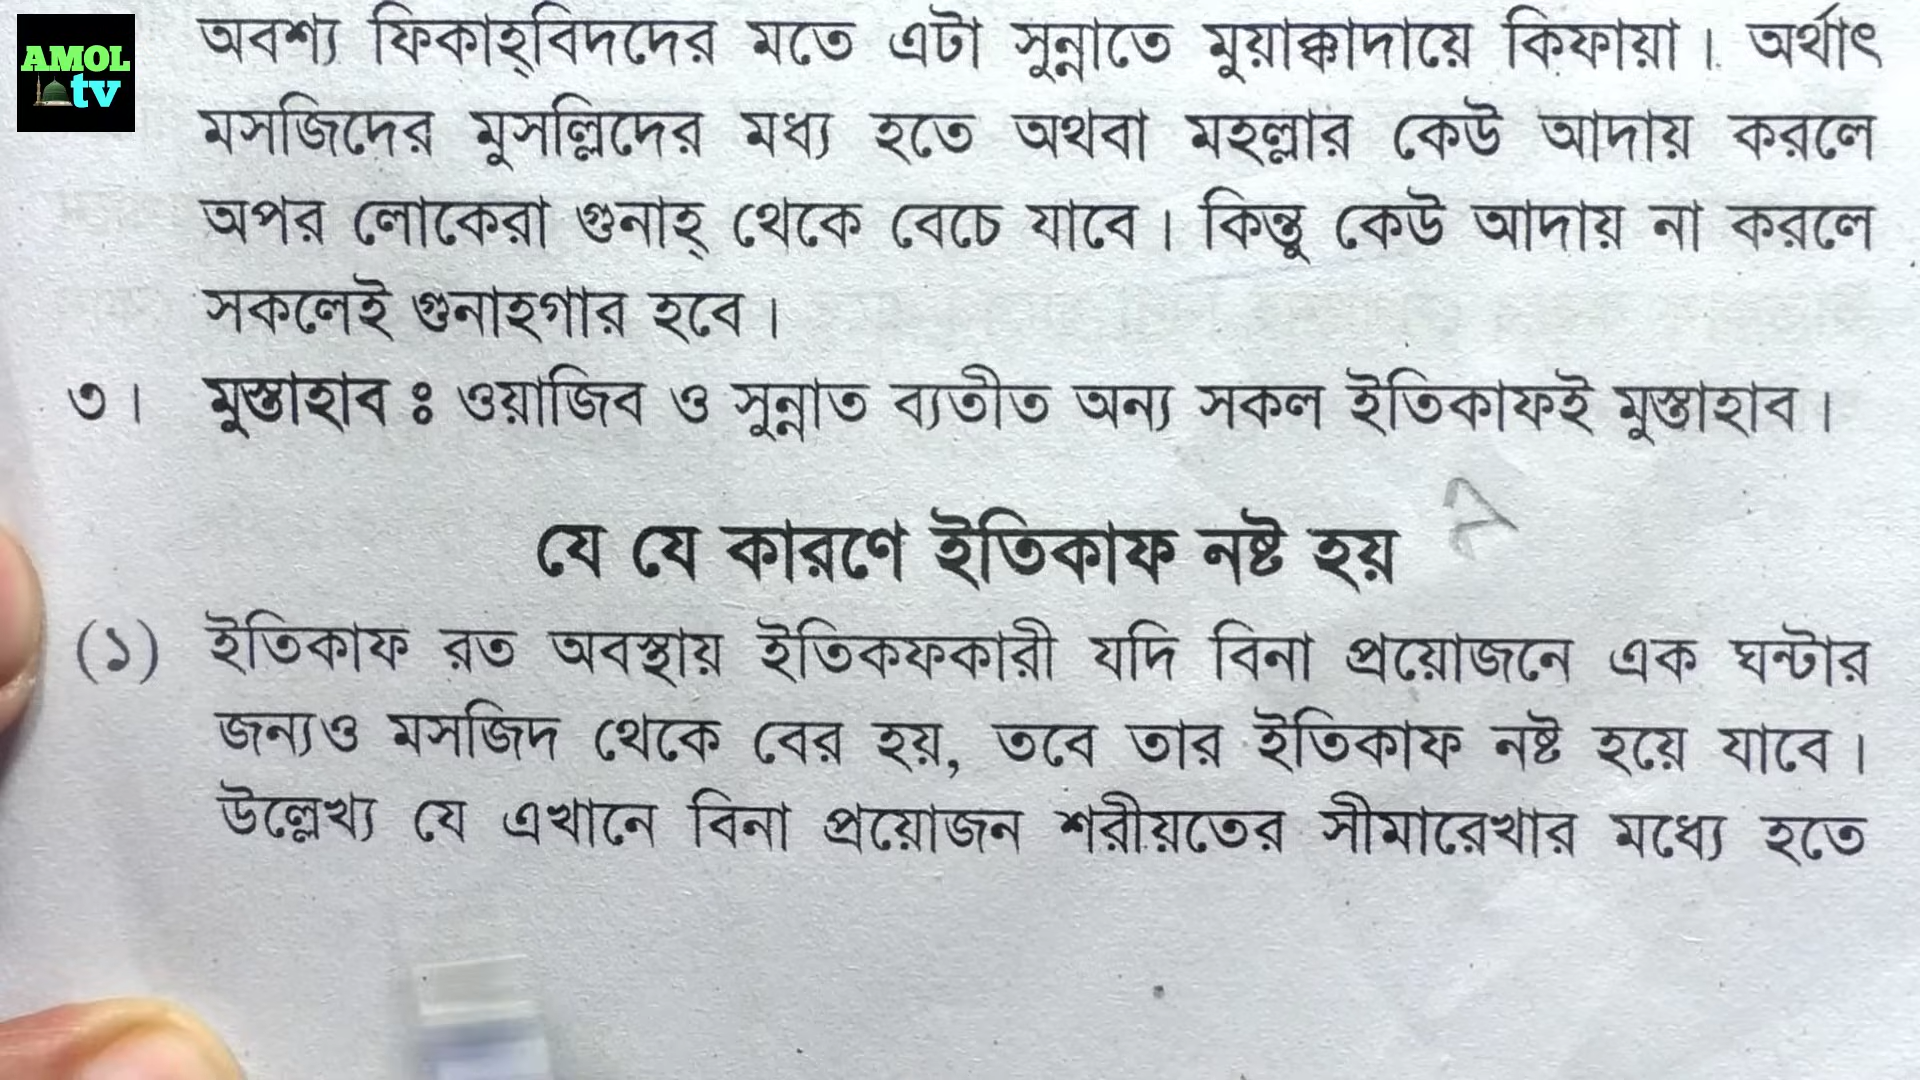 AMOL
tv
অবশ্য ফিকাহ্‌বিদদের মতে এটা সুন্নাতে মুয়াক্কাদায়ে কিফায়া। অর্থাৎ
মসজিদের মুসল্লিদের মধ্য হতে অথবা মহল্লার কেউ আদায় করলে
অপর লোকেরা গুনাহ্ থেকে বেচে যাবে। কিন্তু কেউ আদায় না করলে
সকলেই গুনাহগার হবে।
৩। মুস্তাহাব ঃ ওয়াজিব ও সুন্নাত ব্যতীত অন্য সকল ইতিকাফই মুস্তাহাব।
যে যে কারণে ইতিকাফ নষ্ট হয়
(১) ইতিকাফ রত অবস্থায় ইতিকফকারী যদি বিনা প্রয়োজনে এক ঘন্টার
জন্যও মসজিদ থেকে বের হয়, তবে তার ইতিকাফ নষ্ট হয়ে যাবে।
উল্লেখ্য যে এখানে বিনা প্রয়োজন শরীয়তের সীমারেখার মধ্যে হতে